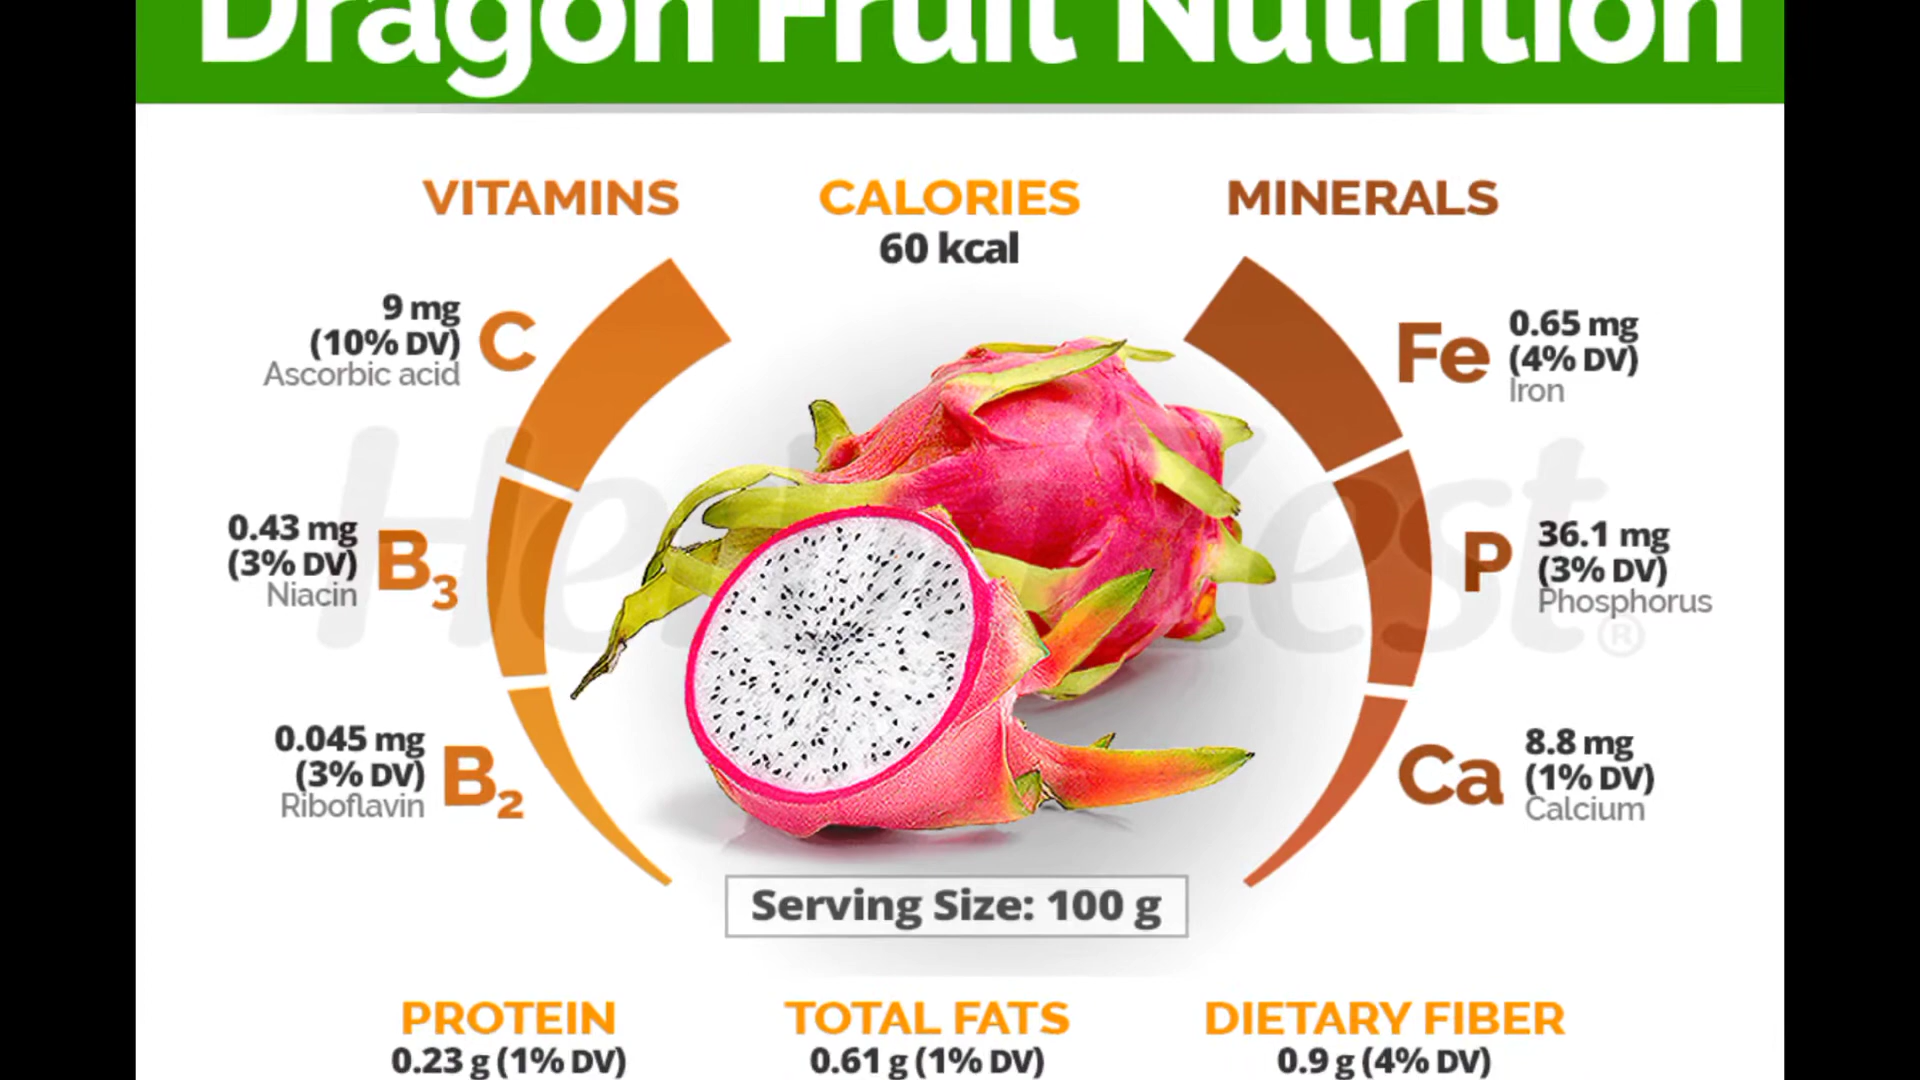 Dragon Fruit Nutrition
VITAMINS
CALORIES
60 kcal
MINERALS
9 mg
(10% DV)
Ascorbic acid
C
0.43 mg
(3% DV)
Niacin
B3
0.045 mg
(3% DV)
Riboflavin
B2
Fe
0.65 mg
(4% DV)
Iron
P
36.1 mg
(3% DV)
Phosphorus
Ca
8.8 mg
(1% DV)
Calcium
Serving Size: 100 g
PROTEIN
0.23 g (1% DV)
TOTAL FATS
0.61 g (1% DV)
DIETARY FIBER
0.9 g (4% DV)